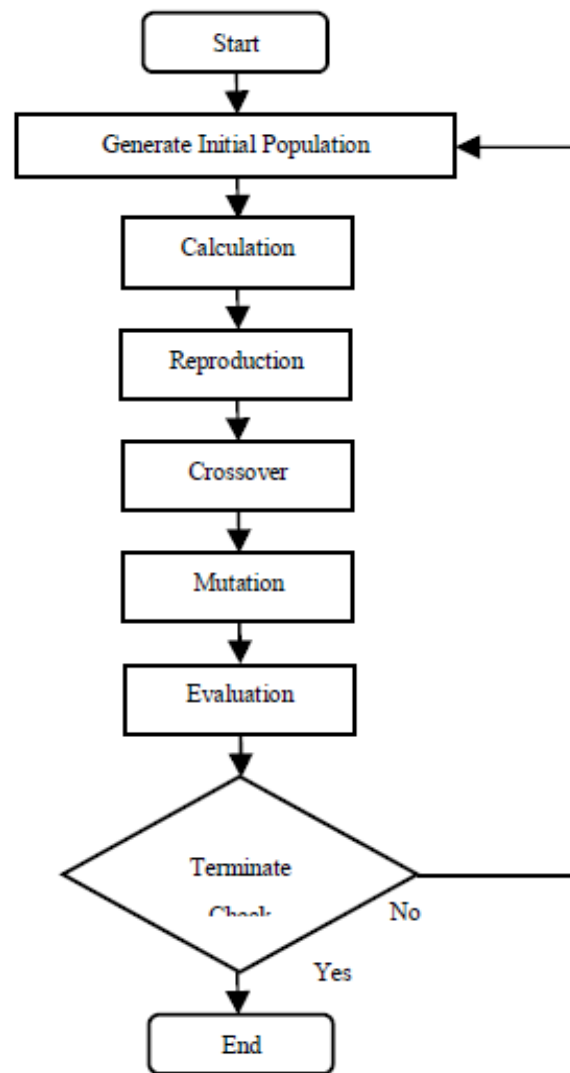 Start
Generate Initial Population
Calculation
Reproduction
Crossover
Mutation
Evaluation
Terminate
Check
No
Yes
End